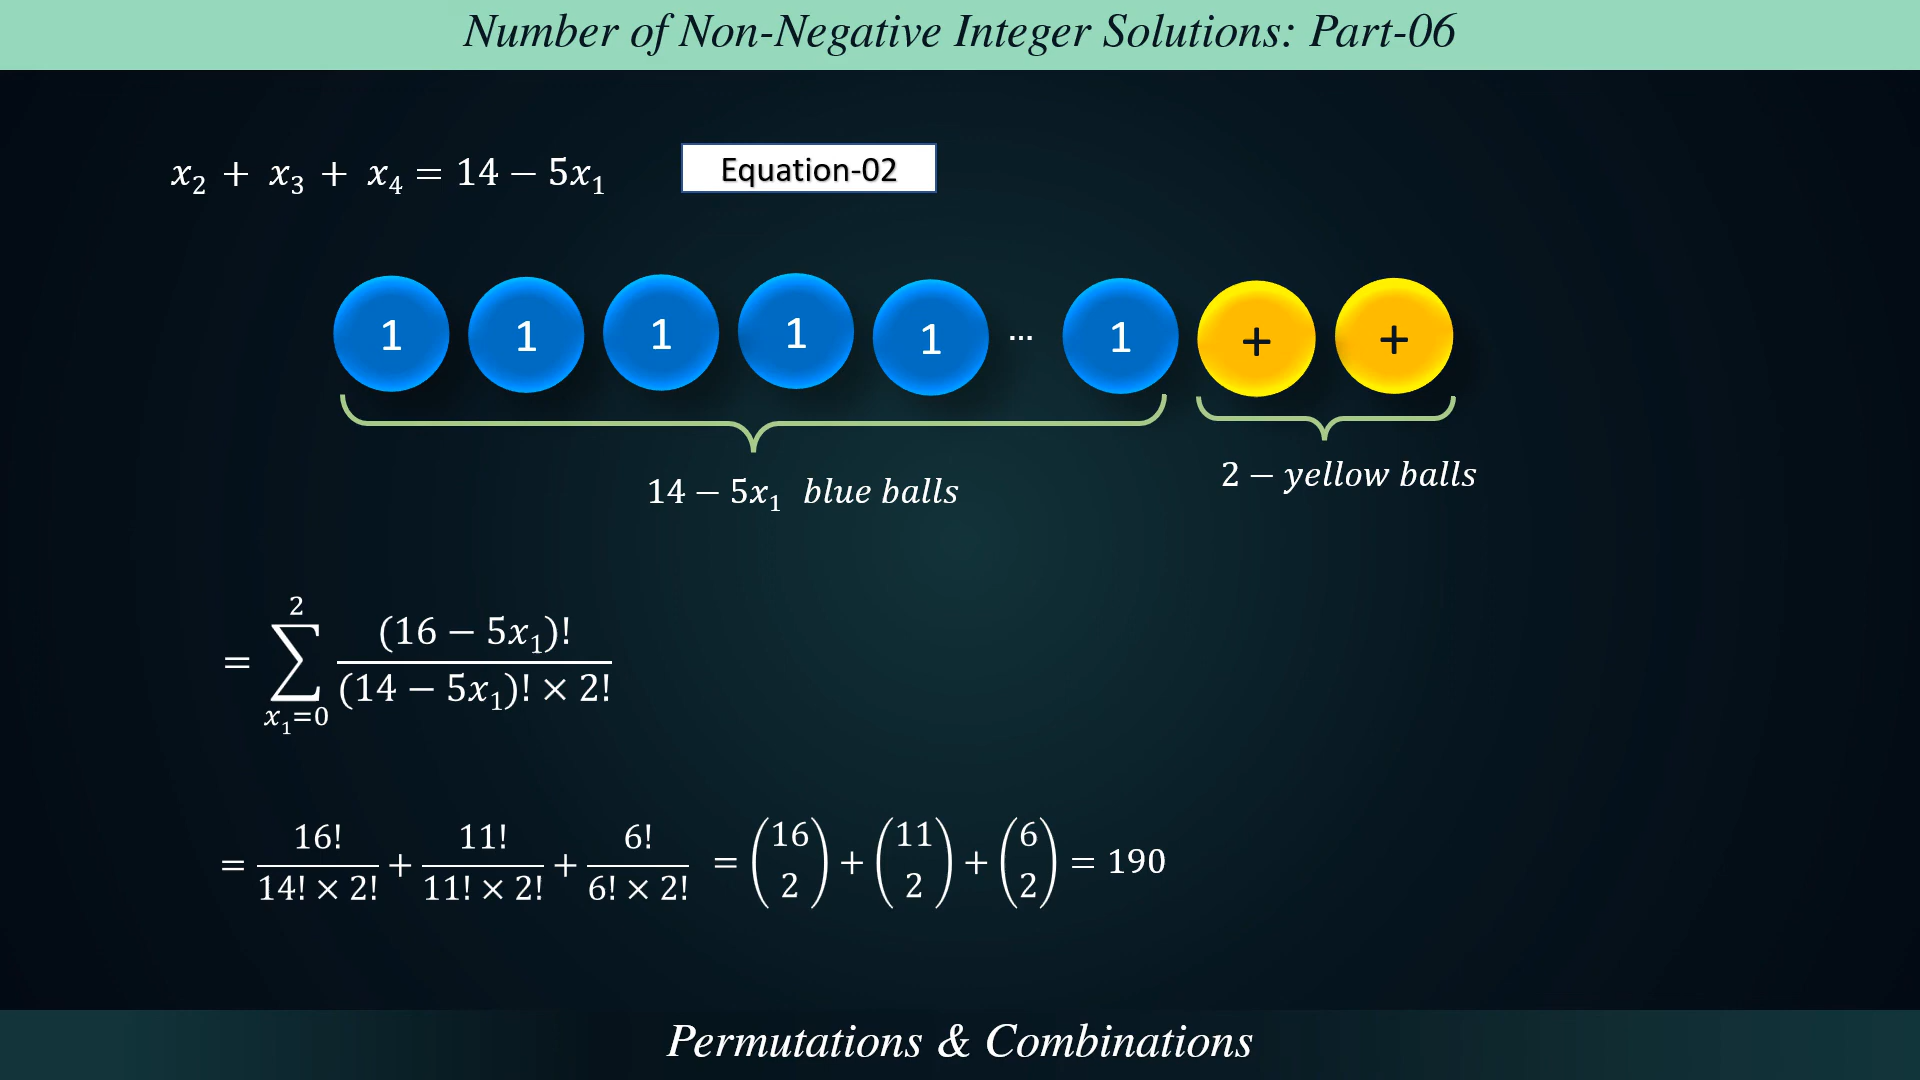 Number of Non-Negative Integer Solutions: Part-06
x₂ + x₃ + x₄ = 14 − 5x₁
Equation-02
1 1 1 1 1 ... 1 + +
14 − 5x₁ blue balls
2 − yellow balls
= ∑_{x₁=0}^{2} (16 − 5x₁)! / ((14 − 5x₁)! × 2!)
= 16!/(14! × 2!) + 11!/(11! × 2!) + 6!/(6! × 2!) = (16 2) + (11 2) + (6 2) = 190
Permutations & Combinations